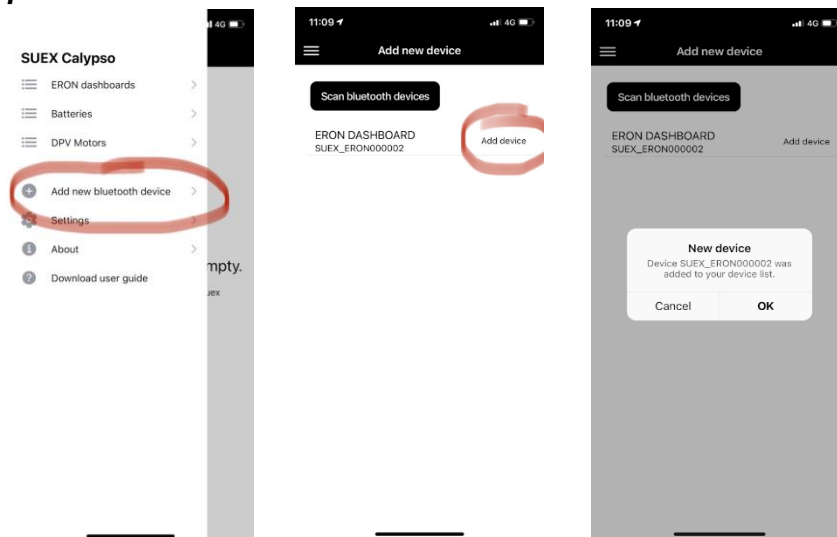 4G
SUEX Calypso
ERON dashboards
Batteries
DPV Motors
Add new bluetooth device
Settings
About
Download user guide
mpty.
uex
11:09
4G
Add new device
Scan bluetooth devices
ERON DASHBOARD
SUEX_ERON000002
Add device
11:09
4G
Add new device
Scan bluetooth devices
ERON DASHBOARD
SUEX_ERON000002
Add device
New device
Device SUEX_ERON000002 was
added to your device list.
Cancel
OK